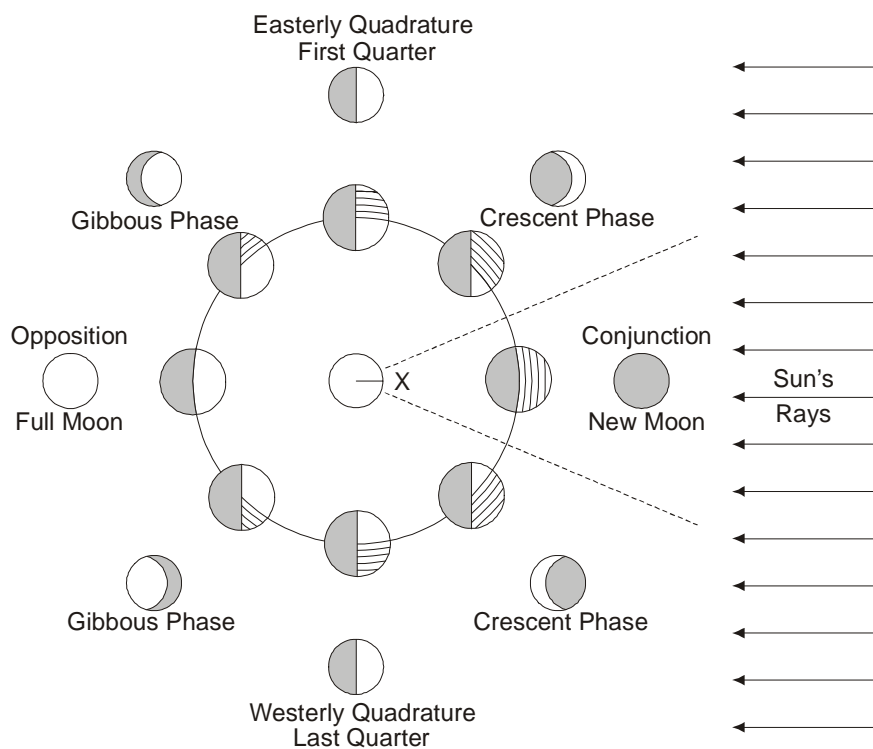 Easterly Quadrature
First Quarter
Gibbous Phase
Crescent Phase
Opposition
Full Moon
X
Conjunction
New Moon
Sun's
Rays
Gibbous Phase
Crescent Phase
Westerly Quadrature
Last Quarter